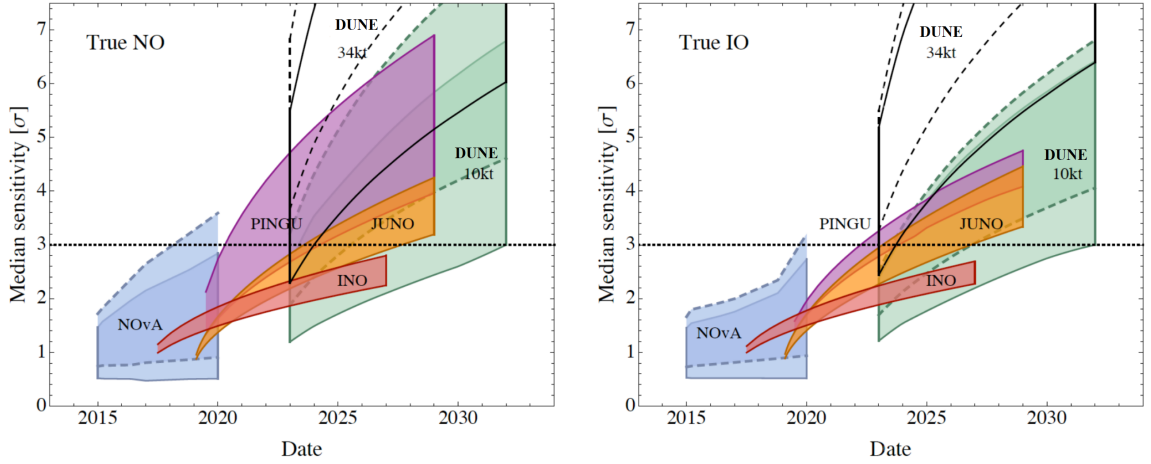 True NO
DUNE
34kt
DUNE
10kt
PINGU
JUNO
INO
NOνA
Median sensitivity [σ]
0
1
2
3
4
5
6
7
2015
2020
2025
2030
Date
True IO
DUNE
34kt
DUNE
10kt
PINGU
JUNO
INO
NOνA
Median sensitivity [σ]
0
1
2
3
4
5
6
7
2015
2020
2025
2030
Date